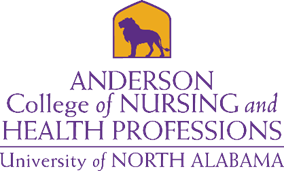 ANDERSON
College of NURSING and
HEALTH PROFESSIONS
University of NORTH ALABAMA